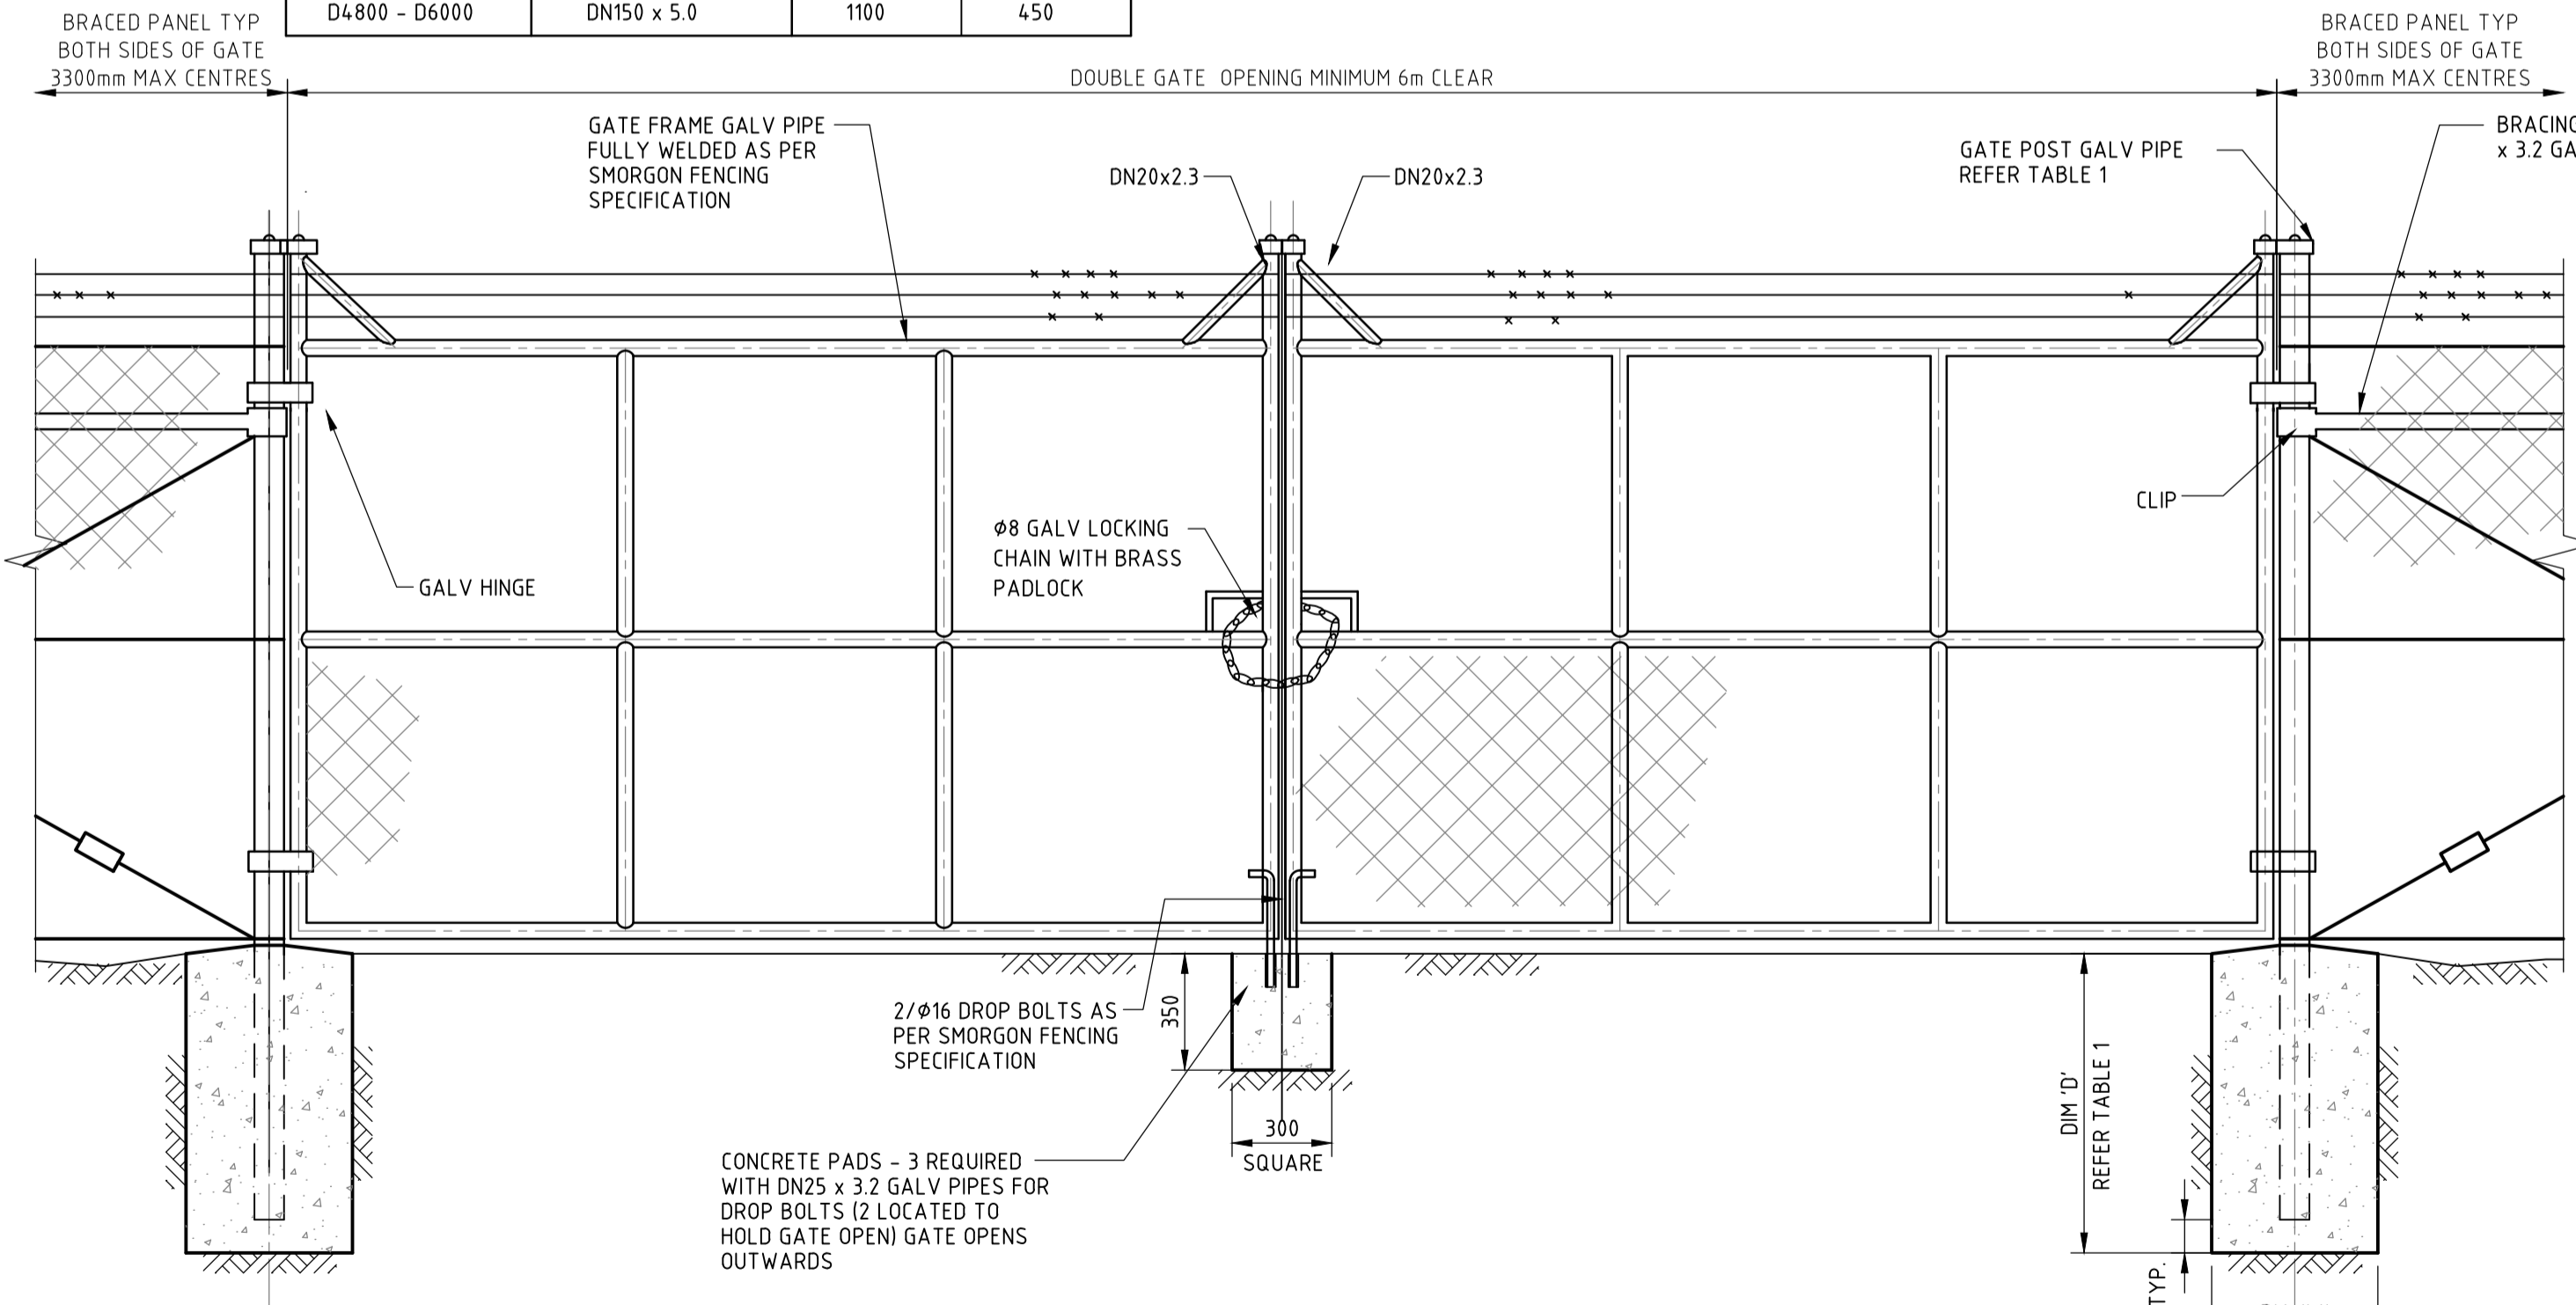 D4800 - D6000 DN150 x 5.0 1100 450
BRACED PANEL TYP
BOTH SIDES OF GATE
3300mm MAX CENTRES
DOUBLE GATE OPENING MINIMUM 6m CLEAR
BRACED PANEL TYP
BOTH SIDES OF GATE
3300mm MAX CENTRES
GATE FRAME GALV PIPE
FULLY WELDED AS PER
SMORGON FENCING
SPECIFICATION
DN20x2.3
DN20x2.3
GATE POST GALV PIPE
REFER TABLE 1
x 3.2
CLIP
Ø8 GALV LOCKING
CHAIN WITH BRASS
PADLOCK
GALV HINGE
2/Ø16 DROP BOLTS AS
PER SMORGON FENCING
SPECIFICATION
350
300
SQUARE
CONCRETE PADS - 3 REQUIRED
WITH DN25 x 3.2 GALV PIPES FOR
DROP BOLTS (2 LOCATED TO
HOLD GATE OPEN) GATE OPENS
OUTWARDS
DIM 'D'
REFER TABLE 1
TYP.